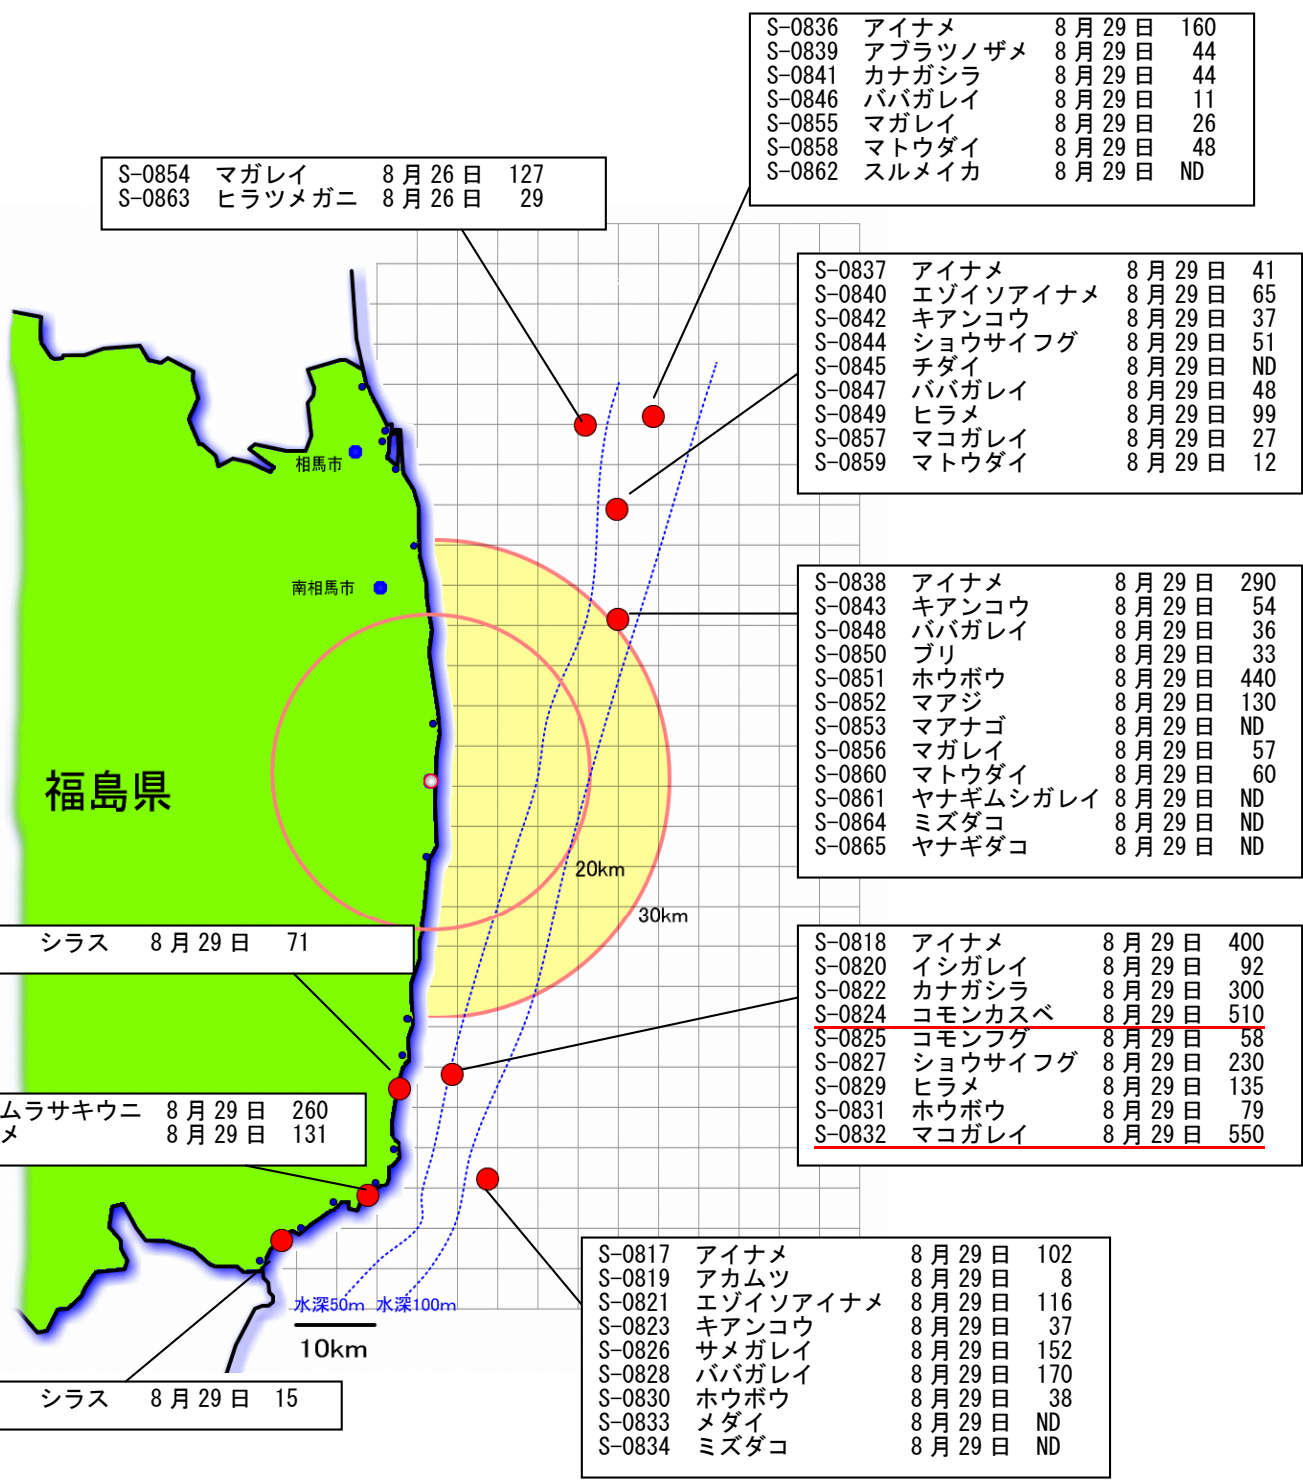 S-0836 アイナメ 8月29日 160
S-0839 アブラツノザメ 8月29日 44
S-0841 カナガシラ 8月29日 44
S-0846 ババガレイ 8月29日 11
S-0855 マガレイ 8月29日 26
S-0858 マトウダイ 8月29日 48
S-0862 スルメイカ 8月29日 ND
S-0854 マガレイ 8月26日 127
S-0863 ヒラツメガニ 8月26日 29
S-0837 アイナメ 8月29日 41
S-0840 エゾイソアイナメ 8月29日 65
S-0842 キアンコウ 8月29日 37
S-0844 ショウサイフグ 8月29日 51
S-0845 チダイ 8月29日 ND
S-0847 ババガレイ 8月29日 48
S-0849 ヒラメ 8月29日 99
S-0857 マコガレイ 8月29日 27
S-0859 マトウダイ 8月29日 12
相馬市
南相馬市
S-0838 アイナメ 8月29日 290
S-0843 キアンコウ 8月29日 54
S-0848 ババガレイ 8月29日 36
S-0850 ブリ 8月29日 33
S-0851 ホウボウ 8月29日 440
S-0852 マアジ 8月29日 130
S-0853 マアナゴ 8月29日 ND
S-0856 マガレイ 8月29日 57
S-0860 マトウダイ 8月29日 60
S-0861 ヤナギムシガレイ 8月29日 ND
S-0864 ミズダコ 8月29日 ND
S-0865 ヤナギダコ 8月29日 ND
福島県
20km
30km
シラス 8月29日 71
S-0818 アイナメ 8月29日 400
S-0820 イシガレイ 8月29日 92
S-0822 カナガシラ 8月29日 300
S-0824 コモンカスベ 8月29日 510
S-0825 コモンフグ 8月29日 58
S-0827 ショウサイフグ 8月29日 230
S-0829 ヒラメ 8月29日 135
S-0831 ホウボウ 8月29日 79
S-0832 マコガレイ 8月29日 550
ムラサキウニ 8月29日 260
メ 8月29日 131
S-0817 アイナメ 8月29日 102
S-0819 アカムツ 8月29日 8
S-0821 エゾイソアイナメ 8月29日 116
S-0823 キアンコウ 8月29日 37
S-0826 サメガレイ 8月29日 152
S-0828 ババガレイ 8月29日 170
S-0830 ホウボウ 8月29日 38
S-0833 メダイ 8月29日 ND
S-0834 ミズダコ 8月29日 ND
水深50m 水深100m
10km
シラス 8月29日 15